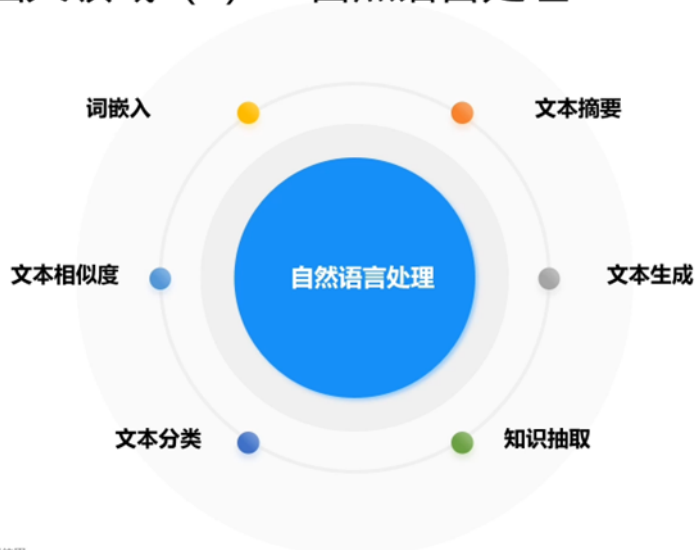 词嵌入
文本摘要
文本相似度
自然语言处理
文本生成
文本分类
知识抽取